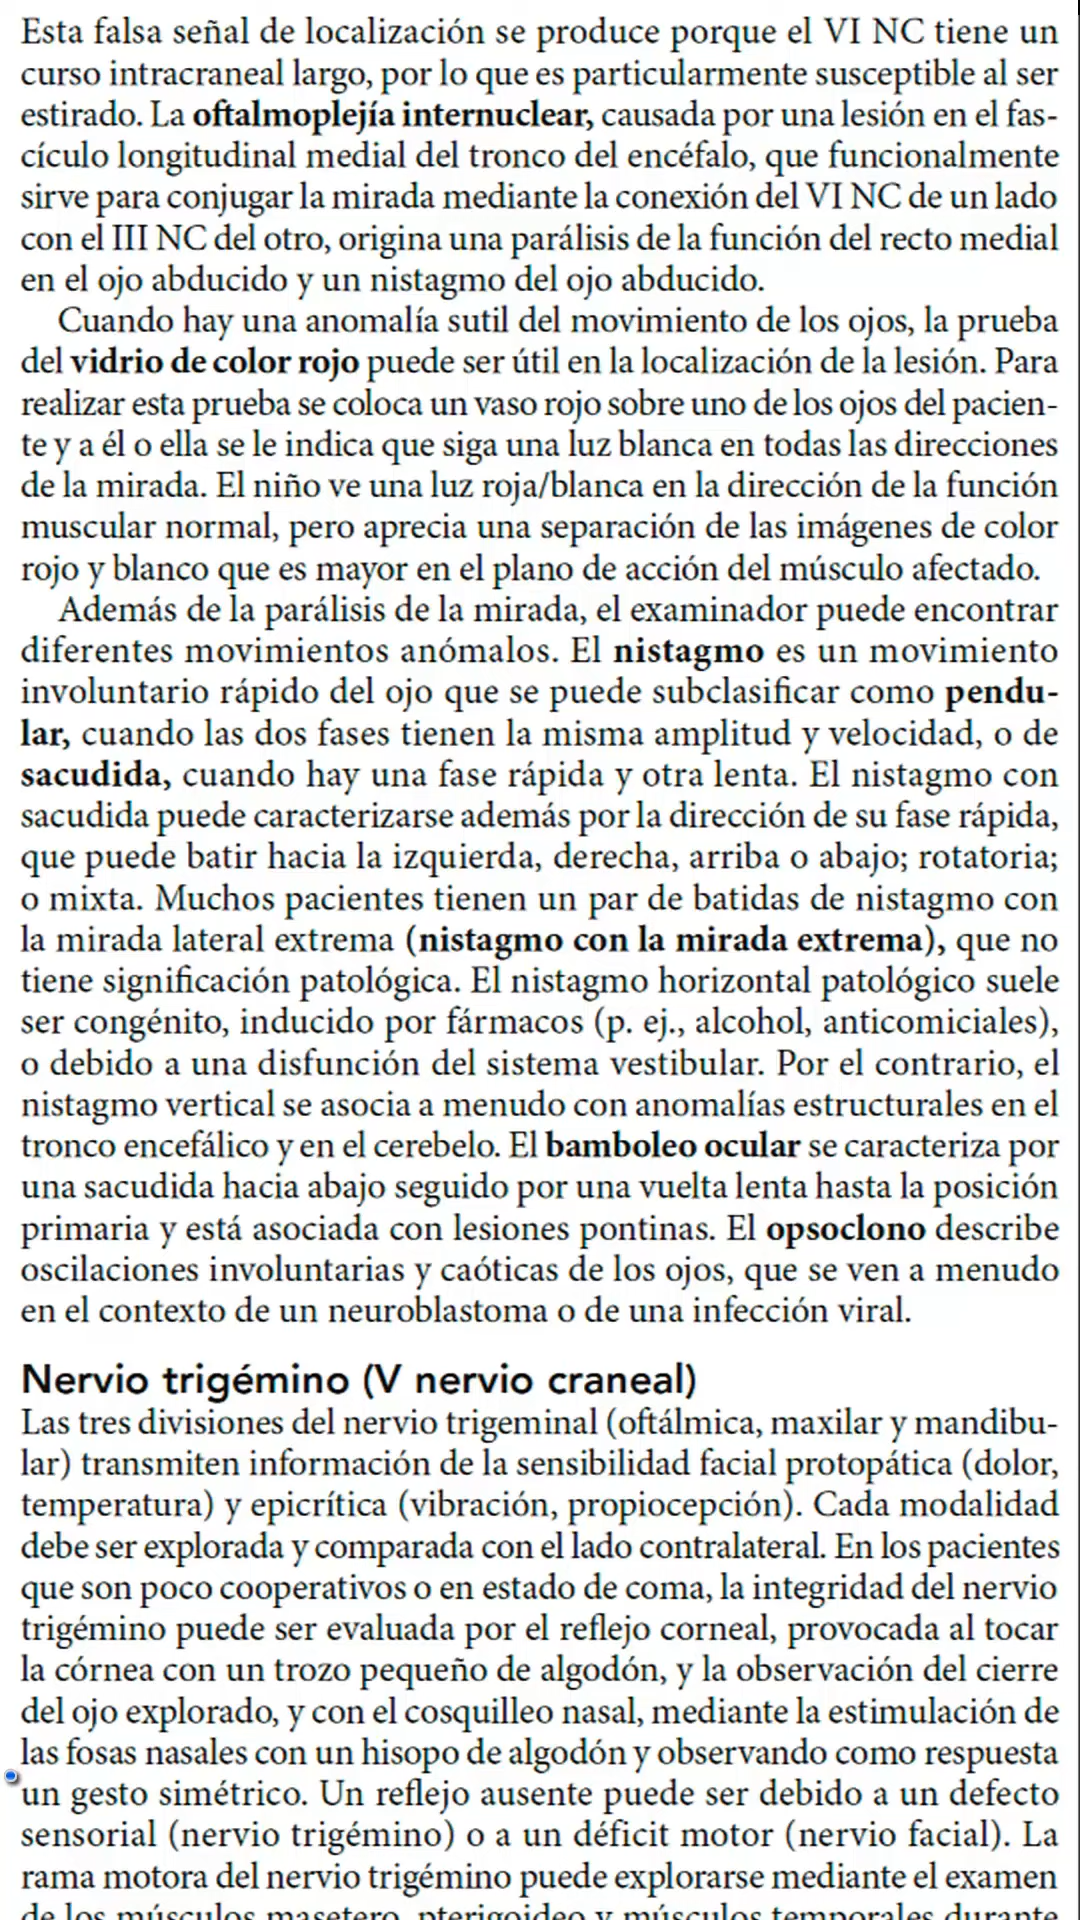 Esta falsa señal de localización se produce porque el VI NC tiene un
curso intracraneal largo, por lo que es particularmente susceptible al ser
estirado. La oftalmoplejía internuclear, causada por una lesión en el fas-
cículo longitudinal medial del tronco del encéfalo, que funcionalmente
sirve para conjugar la mirada mediante la conexión del VI NC de un lado
con el III NC del otro, origina una parálisis de la función del recto medial
en el ojo abducido y un nistagmo del ojo abducido.
Cuando hay una anomalía sutil del movimiento de los ojos, la prueba
del vidrio de color rojo puede ser útil en la localización de la lesión. Para
realizar esta prueba se coloca un vaso rojo sobre uno de los ojos del pacien-
te y a él o ella se le indica que siga una luz blanca en todas las direcciones
de la mirada. El niño ve una luz roja/blanca en la dirección de la función
muscular normal, pero aprecia una separación de las imágenes de color
rojo y blanco que es mayor en el plano de acción del músculo afectado.
Además de la parálisis de la mirada, el examinador puede encontrar
diferentes movimientos anómalos. El nistagmo es un movimiento
involuntario rápido del ojo que se puede subclasificar como pendu-
lar, cuando las dos fases tienen la misma amplitud y velocidad, o de
sacudida, cuando hay una fase rápida y otra lenta. El nistagmo con
sacudida puede caracterizarse además por la dirección de su fase rápida,
que puede batir hacia la izquierda, derecha, arriba o abajo; rotatoria;
o mixta. Muchos pacientes tienen un par de batidas de nistagmo con
la mirada lateral extrema (nistagmo con la mirada extrema), que no
tiene significación patológica. El nistagmo horizontal patológico suele
ser congénito, inducido por fármacos (p. ej., alcohol, anticomiciales),
o debido a una disfunción del sistema vestibular. Por el contrario, el
nistagmo vertical se asocia a menudo con anomalías estructurales en el
tronco encefálico y en el cerebelo. El bamboleo ocular se caracteriza por
una sacudida hacia abajo seguido por una vuelta lenta hasta la posición
primaria y está asociada con lesiones pontinas. El opsoclono describe
oscilaciones involuntarias y caóticas de los ojos, que se ven a menudo
en el contexto de un neuroblastoma o de una infección viral.
Nervio trigémino (V nervio craneal)
Las tres divisiones del nervio trigeminal (oftálmica, maxilar y mandibu-
lar) transmiten información de la sensibilidad facial protopática (dolor,
temperatura) y epicrítica (vibración, propiocepción). Cada modalidad
debe ser explorada y comparada con el lado contralateral. En los pacientes
que son poco cooperativos o en estado de coma, la integridad del nervio
trigémino puede ser evaluada por el reflejo corneal, provocada al tocar
la córnea con un trozo pequeño de algodón, y la observación del cierre
del ojo explorado, y con el cosquilleo nasal, mediante la estimulación de
las fosas nasales con un hisopo de algodón y observando como respuesta
un gesto simétrico. Un reflejo ausente puede ser debido a un defecto
sensorial (nervio trigémino) o a un déficit motor (nervio facial). La
rama motora del nervio trigémino puede explorarse mediante el examen
de los músculos masetero, pterigoideo y músculos temporales durante